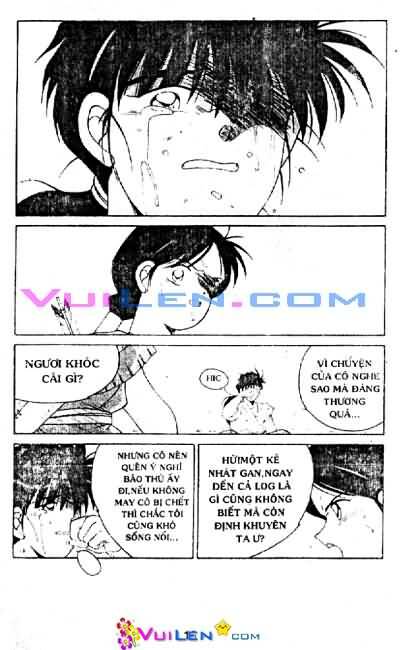 VuiLen.com
NGƯƠI KHÓC
CÁI GÌ?
HIC
VÌ CHUYỆN
CỦA CÔ NGHE
SAO MÀ ĐÁNG
THƯƠNG
QUÁ...
NHƯNG CÔ NÊN
QUÊN Ý NGHĨ
BÁO THÙ ẤY
ĐI, NẾU KHÔNG
MAY CÔ BỊ CHẾT
THÌ CHẮC TÔI
CŨNG KHÓ
SỐNG NỔI...
HỨ!MỘT KẺ
NHÁT GAN,NGAY
ĐẾN CẢ LOG LÀ
GÌ CŨNG KHÔNG
BIẾT MÀ CÒN
ĐỊNH KHUYÊN
TA Ư?
VuiLen.com